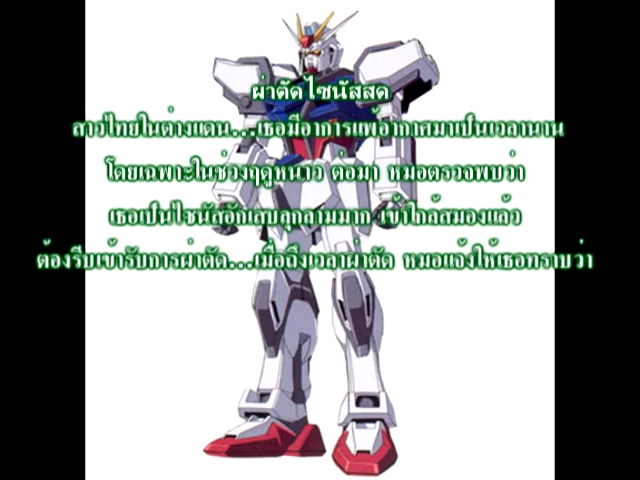 ผ่าตัดไซนัสสด
สาวไทยในต่างแดน...เธอมีอาการแพ้อากาศมาเป็นเวลานาน
โดยเฉพาะในช่วงฤดูหนาว ต่อมา หมอตรวจพบว่า
เธอเป็นไซนัสอักเสบลุกลามมาก เข้าใกล้สมองแล้ว
ต้องรีบเข้ารับการผ่าตัด...เมื่อถึงเวลาผ่าตัด หมอแจ้งให้เธอทราบว่า